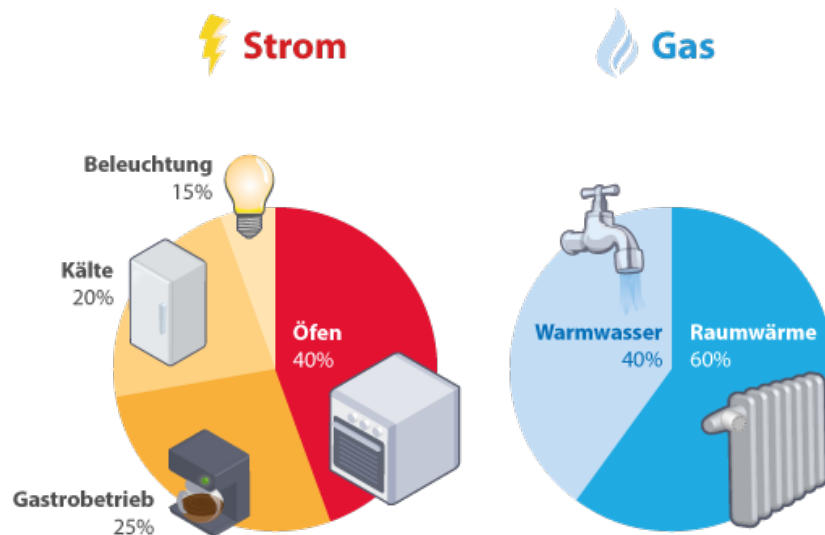 Strom
Gas
Beleuchtung
15%
Kälte
20%
Öfen
40%
Gastrobetrieb
25%
Warmwasser
40%
Raumwärme
60%